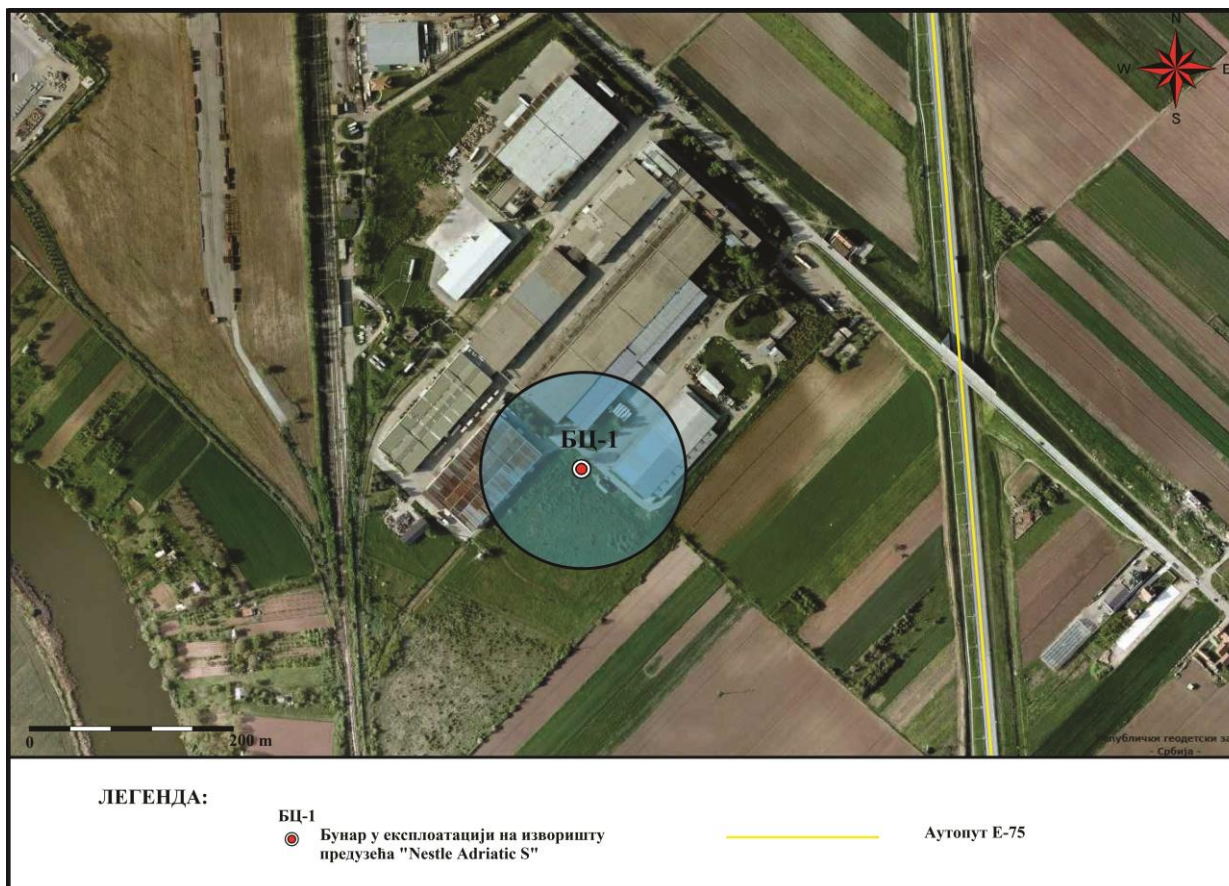 N
W
E
S
БЦ-1
0
200 m
- Србија -
ЛЕГЕНДА:
БЦ-1
Бунар у експлоатацији на изворишту
предузећа "Nestle Adriatic S"
Аутопут Е-75